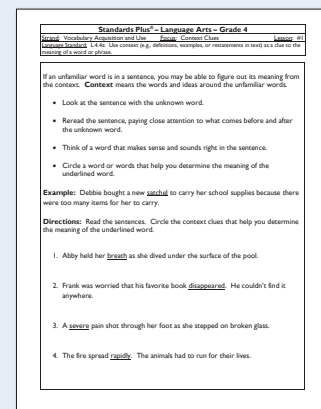 Standards Plus® – Language Arts – Grade 4
Strand: Vocabulary Acquisition and Use Focus: Context Clues Lesson: #1
Language Standard: L.4.4a: Use context (e.g., definitions, examples, or restatements in text) as a clue to the
meaning of a word or phrase.
If an unfamiliar word is in a sentence, you may be able to figure out its meaning from
the context. Context means the words and ideas around the unfamiliar words.
• Look at the sentence with the unknown word.
• Reread the sentence, paying close attention to what comes before and after
the unknown word.
• Think of a word that makes sense and sounds right in the sentence.
• Circle a word or words that help you determine the meaning of the
underlined word.
Example: Debbie bought a new satchel to carry her school supplies because there
were too many items for her to carry.
Directions: Read the sentences. Circle the context clues that help you determine
the meaning of the underlined word.
1. Abby held her breath as she dived under the surface of the pool.
2. Frank was worried that his favorite book disappeared. He couldn't find it
anywhere.
3. A severe pain shot through her foot as she stepped on broken glass.
4. The fire spread rapidly. The animals had to run for their lives.